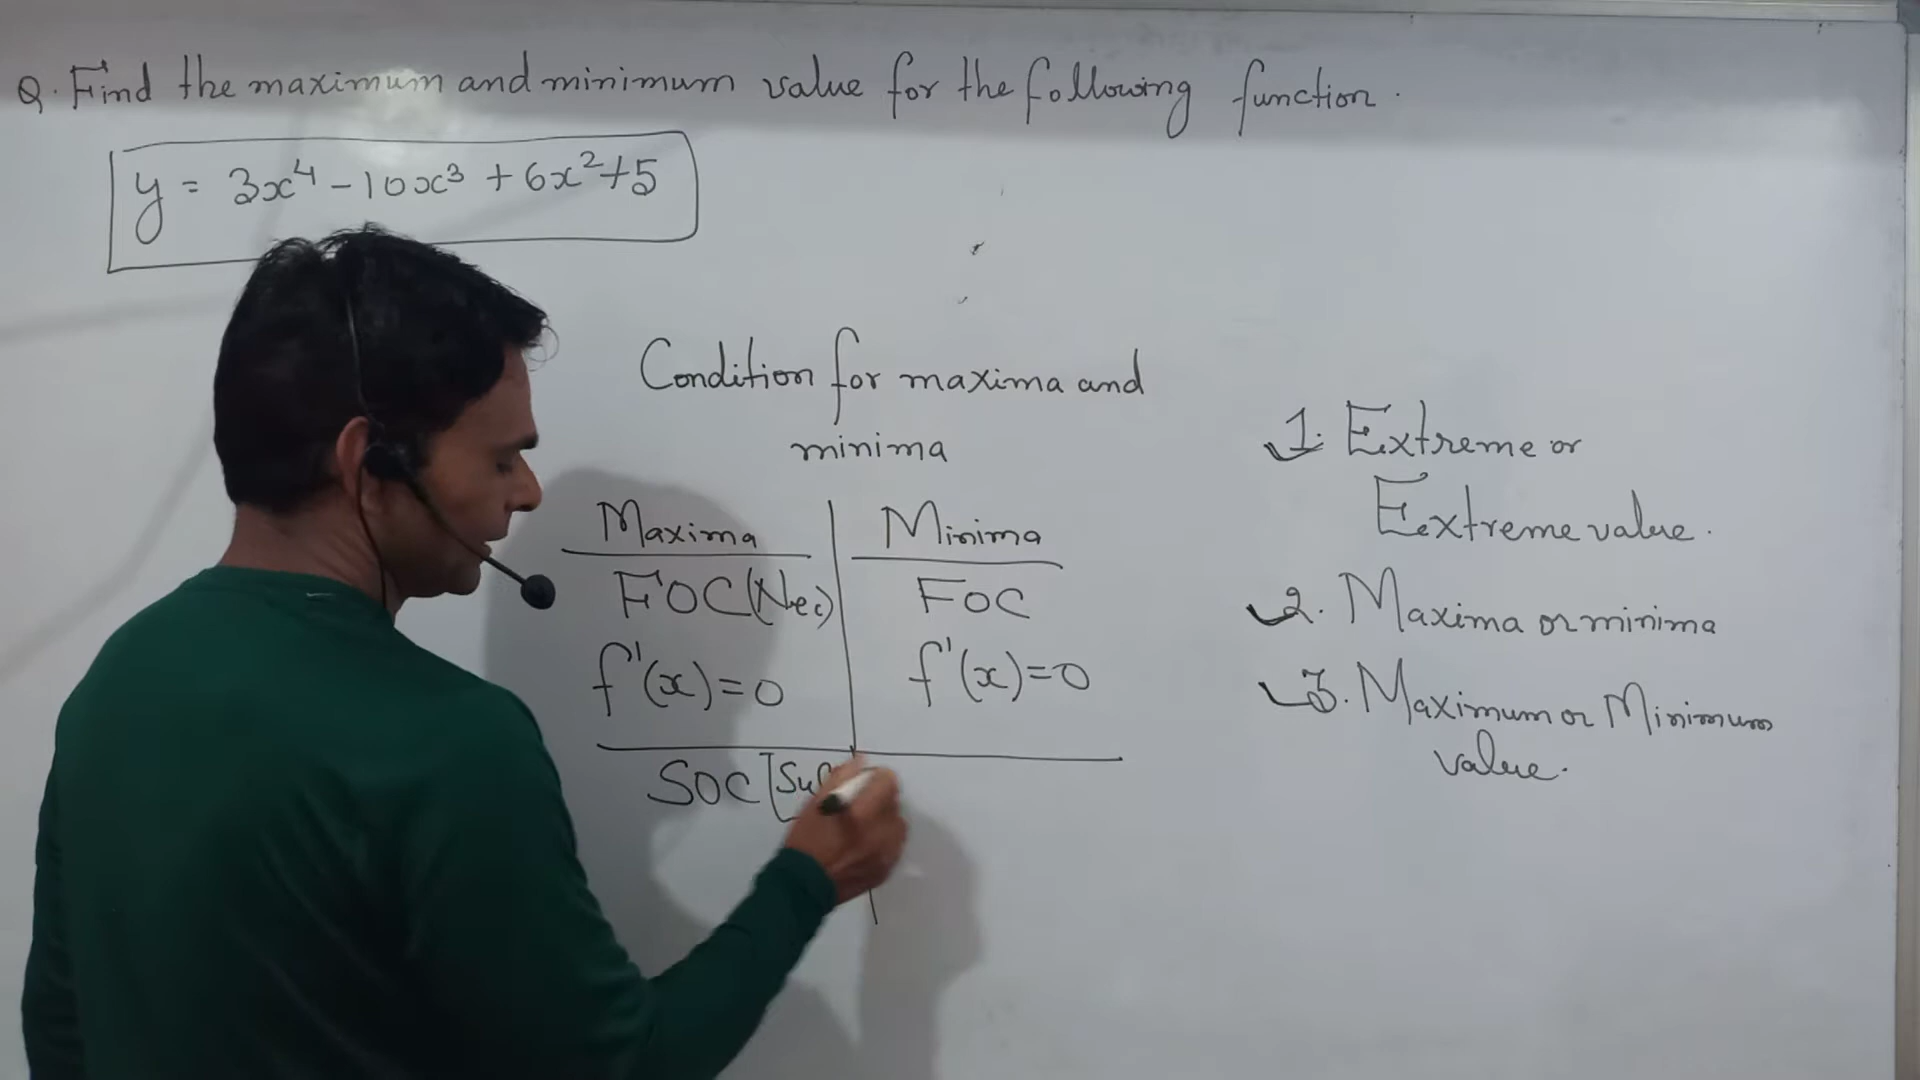 Q. Find the maximum and minimum value for the following function.
y = 3x⁴ - 10x³ + 6x² + 5
Condition for maxima and
minima
Maxima
Minima
FOC (Nec)
FOC
f'(x) = 0
f'(x) = 0
SOC [Suf
1. Extreme or
Extreme value.
2. Maxima or minima
3. Maximum or Minimum
value.